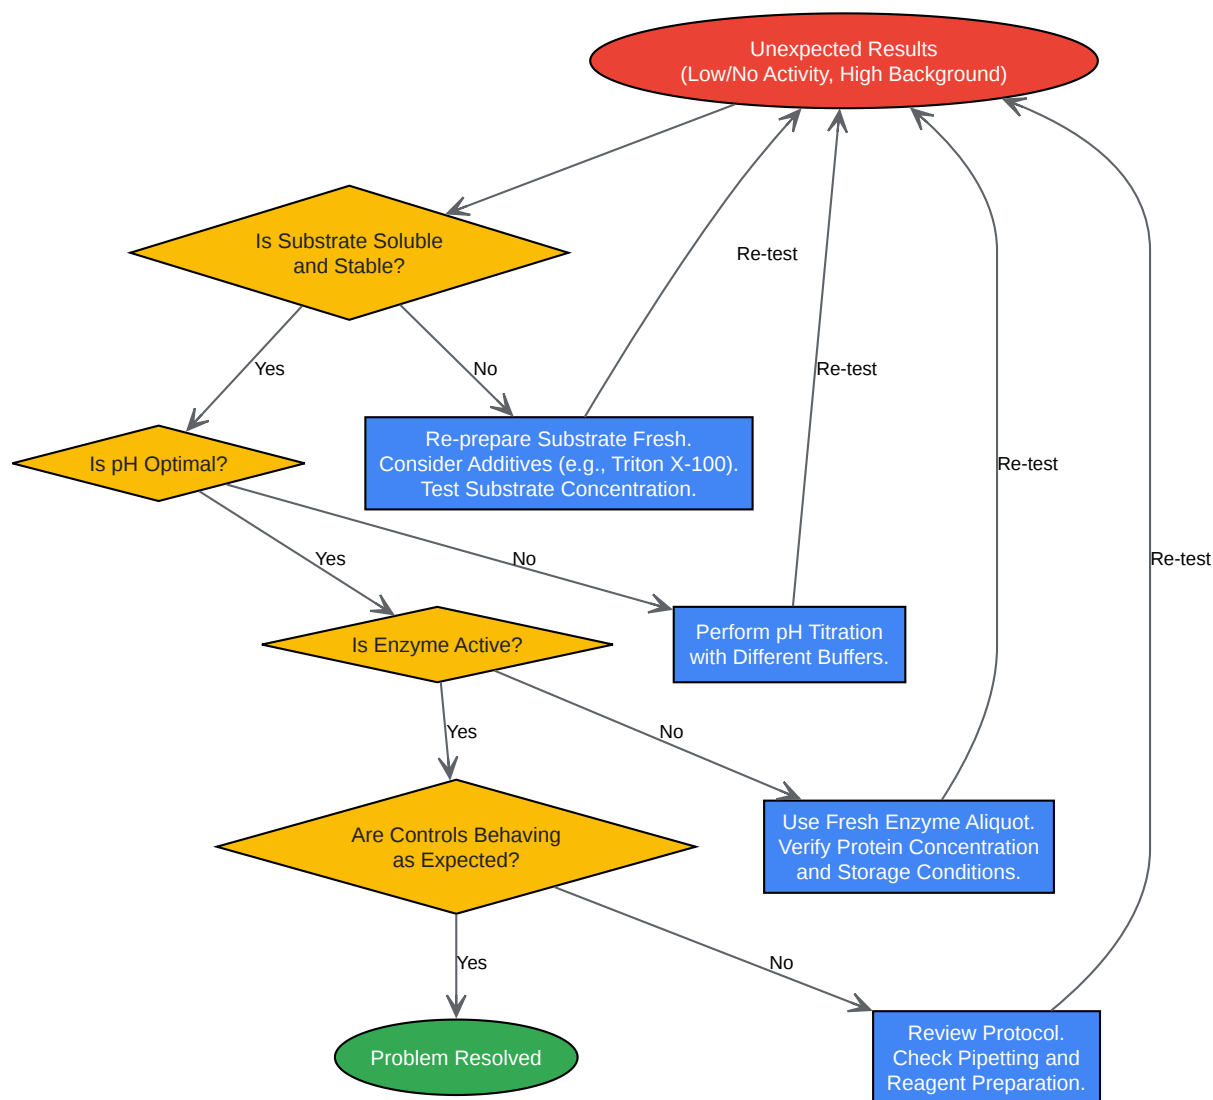 Unexpected Results
(Low/No Activity, High Background)
Is Substrate Soluble
and Stable?
Re-test
Yes
No
Re-test
Re-prepare Substrate Fresh.
Consider Additives (e.g., Triton X-100).
Test Substrate Concentration.
Is pH Optimal?
Re-test
Yes
No
Re-test
Perform pH Titration
with Different Buffers.
Is Enzyme Active?
Yes
No
Use Fresh Enzyme Aliquot.
Verify Protein Concentration
and Storage Conditions.
Are Controls Behaving
as Expected?
Yes
No
Problem Resolved
Review Protocol.
Check Pipetting and
Reagent Preparation.